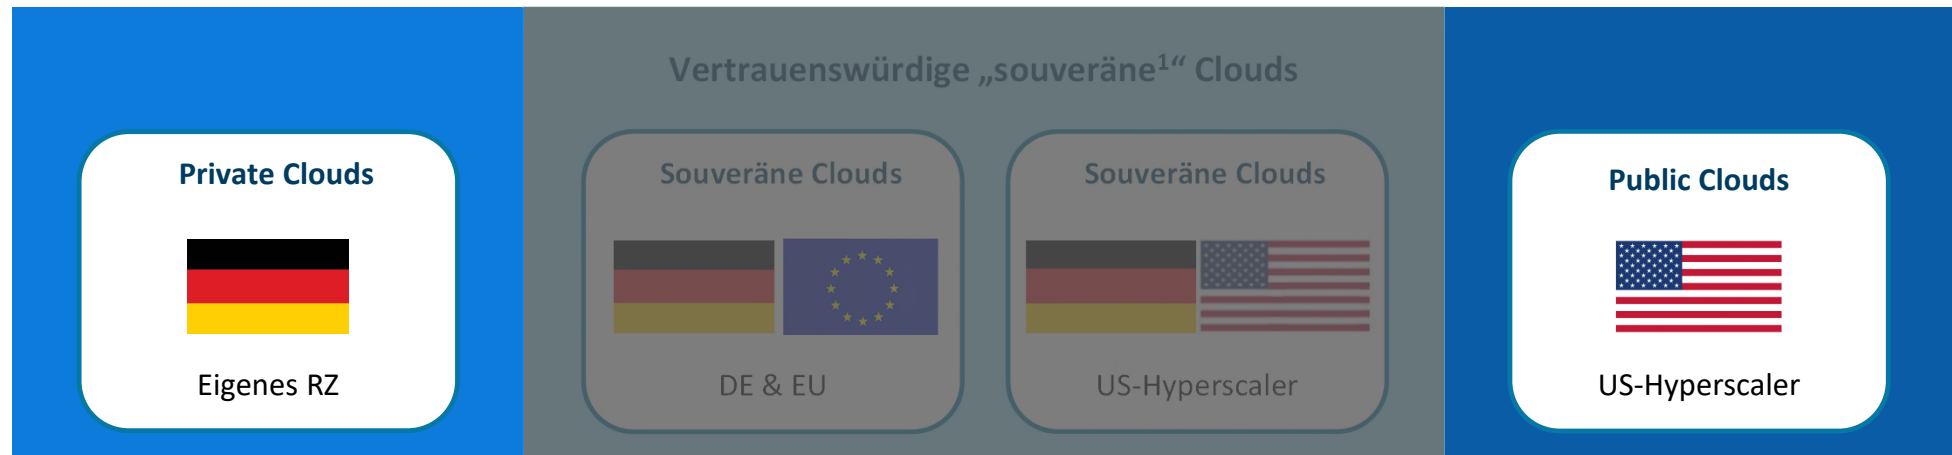 Vertrauenswürdige „souveräne¹“ Clouds
Private Clouds
Eigenes RZ
Souveräne Clouds
DE & EU
Souveräne Clouds
US-Hyperscaler
Public Clouds
US-Hyperscaler